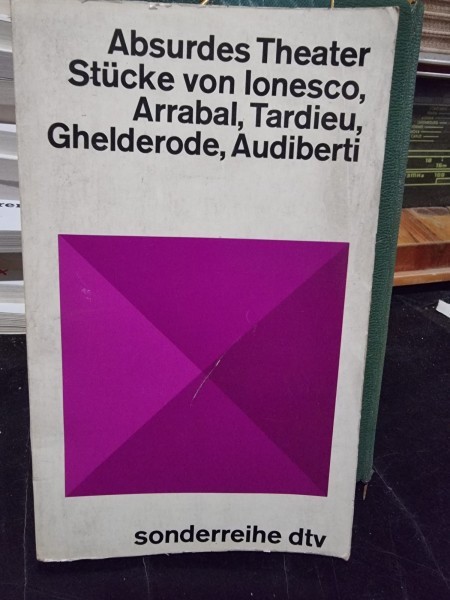 Absurdes Theater
Stücke von Ionesco,
Arrabal, Tardieu,
Ghelderode, Audiberti
sonderreihe dtv